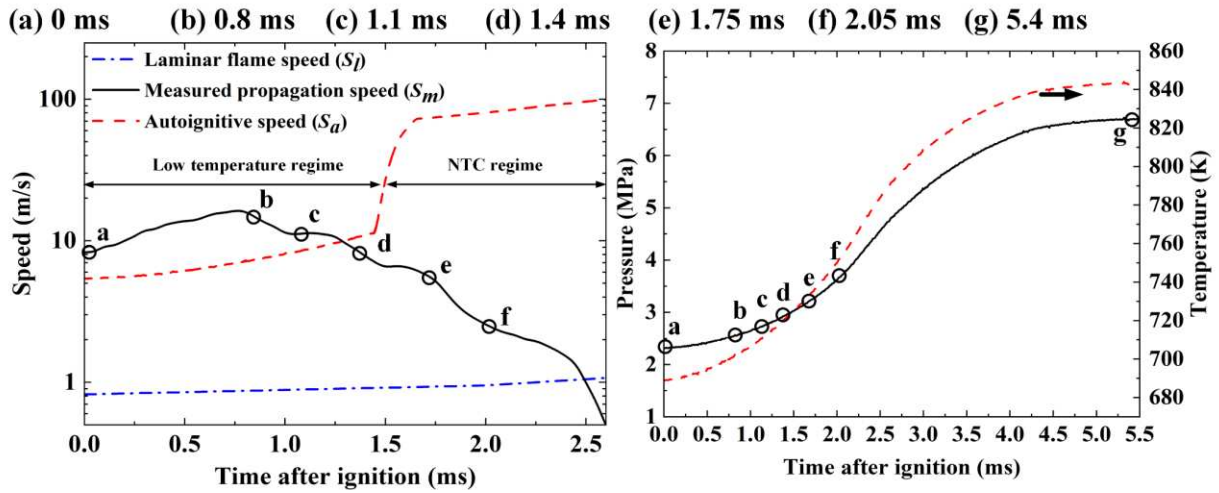 (a) 0 ms (b) 0.8 ms (c) 1.1 ms (d) 1.4 ms (e) 1.75 ms (f) 2.05 ms (g) 5.4 ms
Laminar flame speed (Sl)
Measured propagation speed (Sm)
Autoignitive speed (Sa)
Low temperature regime
NTC regime
100
10
1
Speed (m/s)
a
b
c
d
e
f
0.0 0.5 1.0 1.5 2.0 2.5
Time after ignition (ms)
8
7
6
5
4
3
2
1
Pressure (MPa)
a
b
c
d
e
f
g
860
840
820
800
780
760
740
720
700
680
Temperature (K)
0.0 0.5 1.0 1.5 2.0 2.5 3.0 3.5 4.0 4.5 5.0 5.5
Time after ignition (ms)